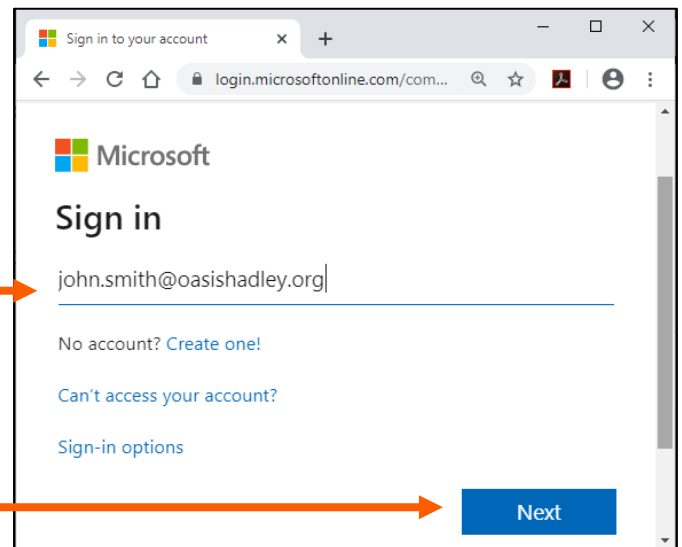 Sign in to your account
login.microsoftonline.com/com...
Microsoft
Sign in
john.smith@oasishadley.org
No account? Create one!
Can't access your account?
Sign-in options
Next